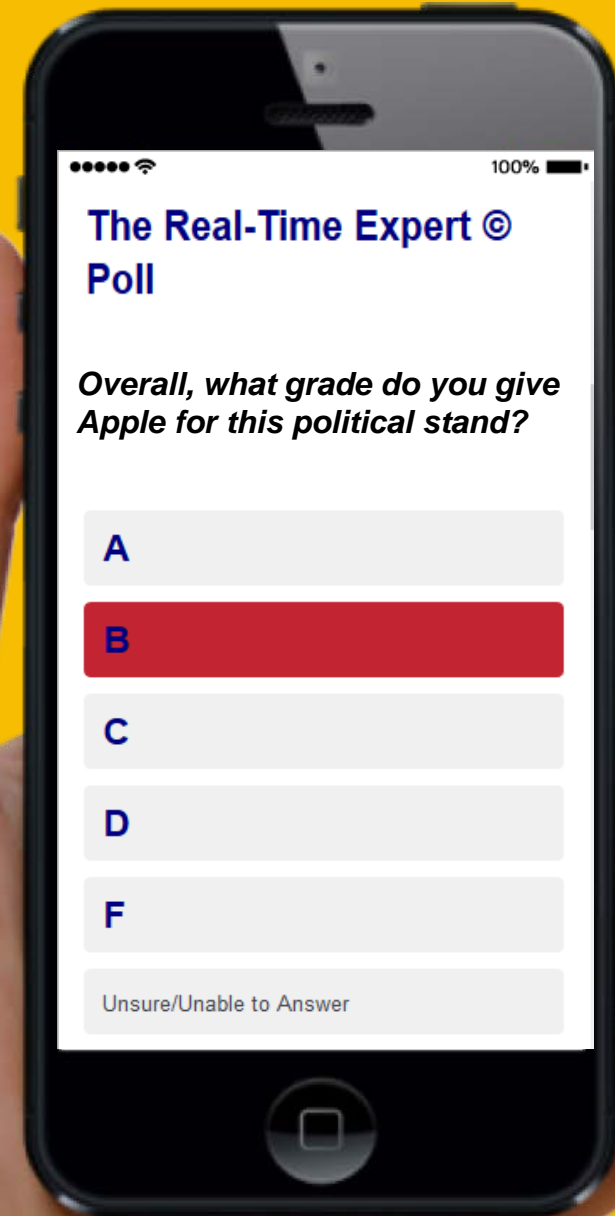 100%
The Real-Time Expert ©
Poll
Overall, what grade do you give
Apple for this political stand?
A
B
C
D
F
Unsure/Unable to Answer